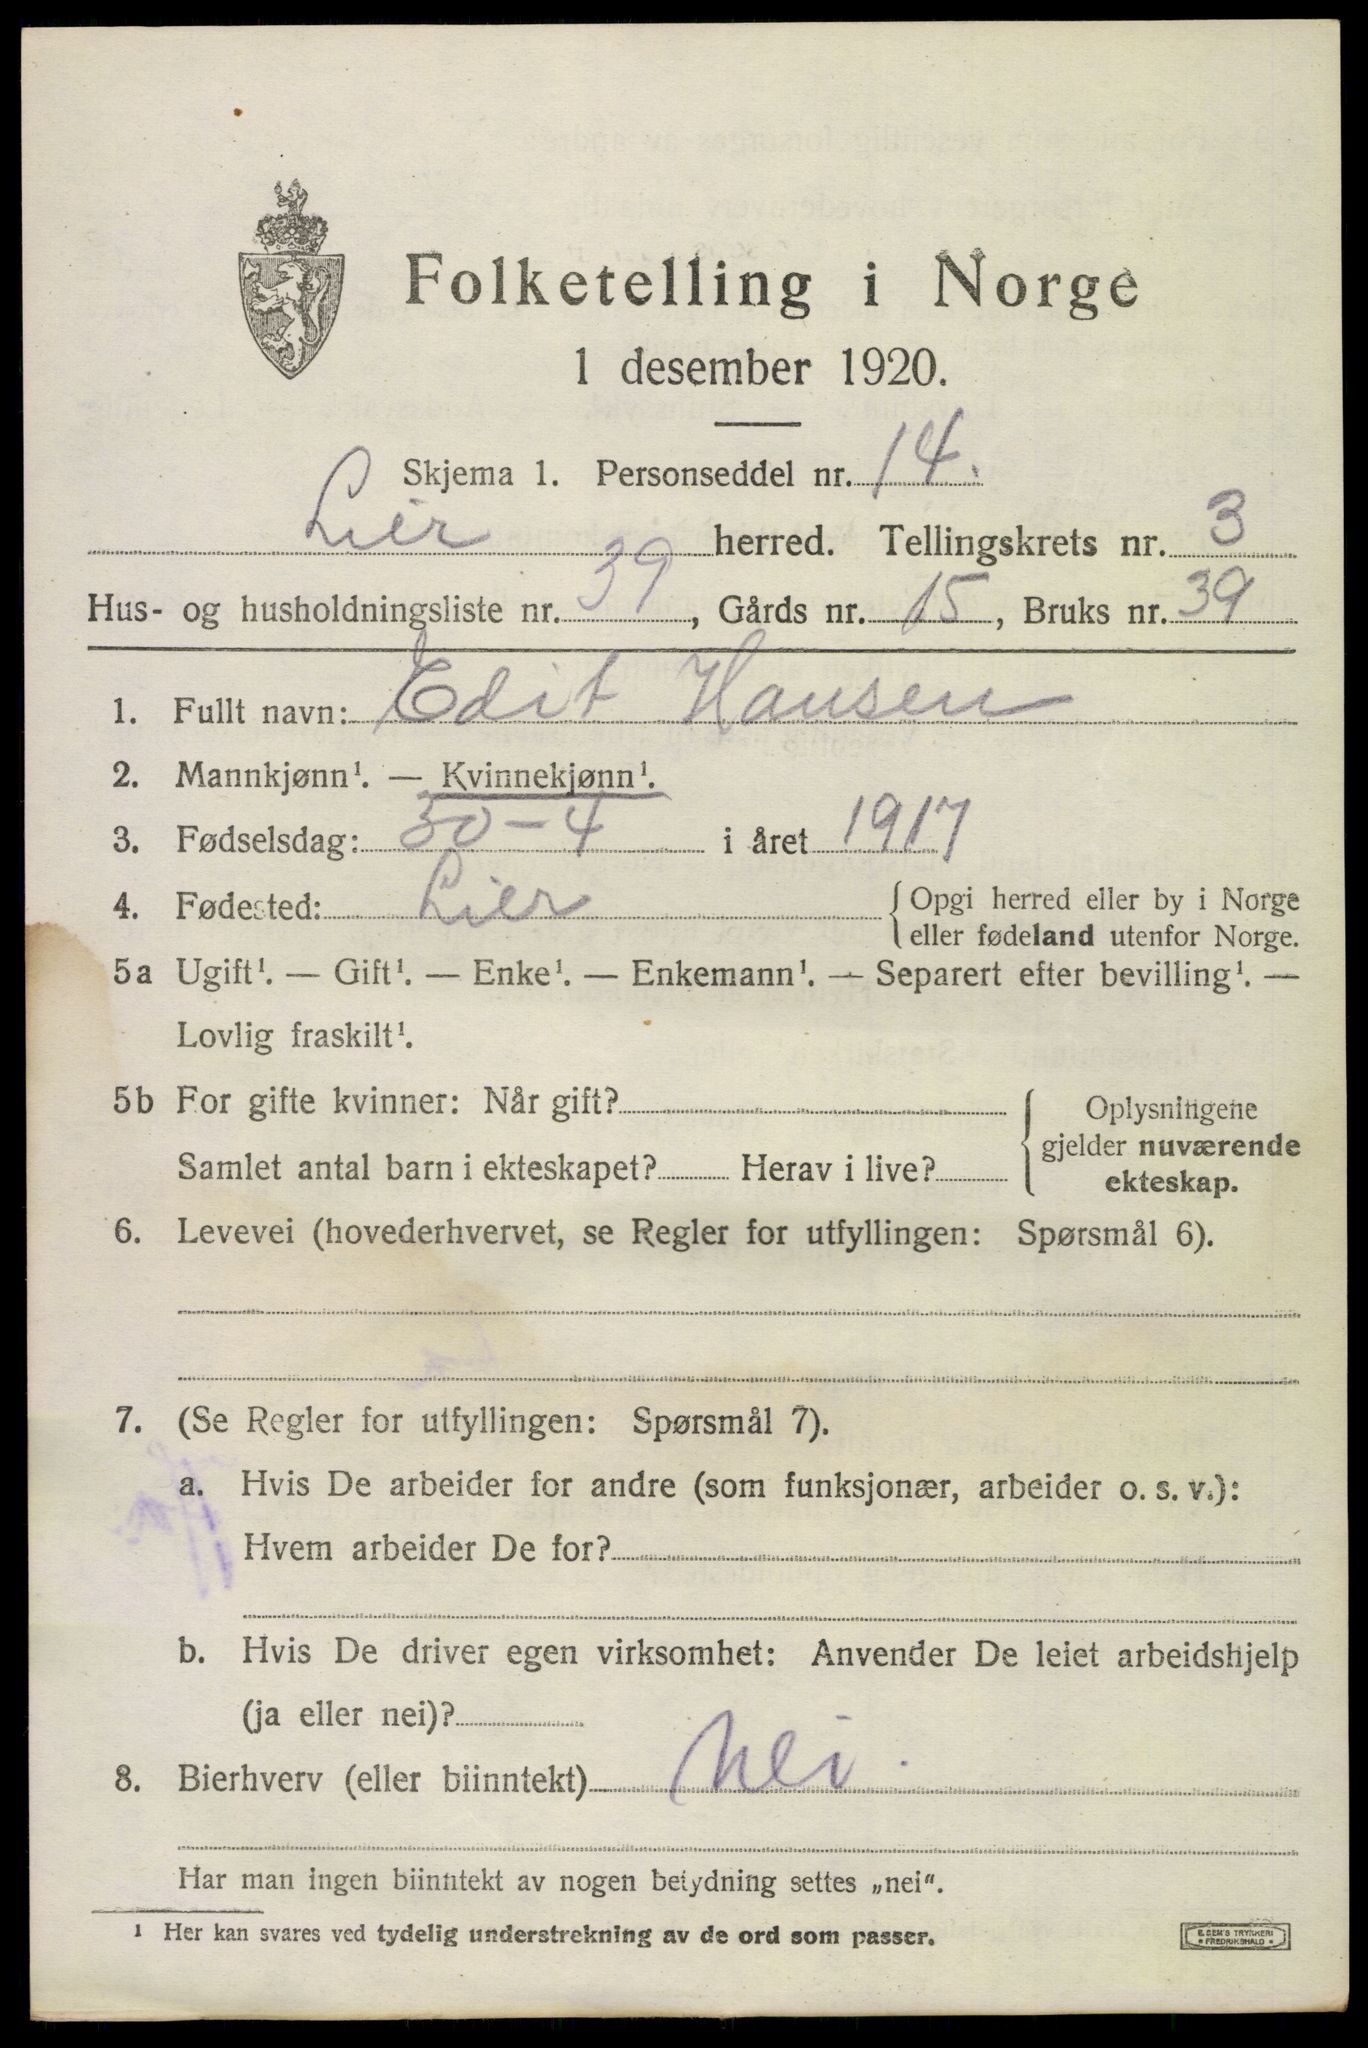 Folketelling i Norge
1 desember 1920.
Skjema 1. Personseddel nr. 14.
Lier herred. Tellingskrets nr. 3
Hus- og husholdningsliste nr. 39, Gårds nr. 15, Bruks nr. 39
1. Fullt navn: Edit Hansen
2. Mannkjønn¹. — Kvinnekjønn¹.
3. Fødselsdag: 30-4 i året 1917
4. Fødested: Lier { Opgi herred eller by i Norge
eller fødeland utenfor Norge.
5a Ugift¹. — Gift¹. — Enke¹. — Enkemann¹. — Separert efter bevilling¹. —
Lovlig fraskilt¹.
5b For gifte kvinner: Når gift?
Samlet antal barn i ekteskapet? Herav i live?
{ Oplysningene
gjelder nuværende
ekteskap.
6. Levevei (hovederhvervet, se Regler for utfyllingen: Spørsmål 6).
7. (Se Regler for utfyllingen: Spørsmål 7).
a. Hvis De arbeider for andre (som funksjonær, arbeider o. s. v.):
Hvem arbeider De for?
b. Hvis De driver egen virksomhet: Anvender De leiet arbeidshjelp
(ja eller nei)?
8. Bierhverv (eller biinntekt) Nei.
Har man ingen biinntekt av nogen betydning settes „nei“.
¹ Her kan svares ved tydelig understrekning av de ord som passer.
E. SEM'S TRYKKERI
FREDRIKSHALD